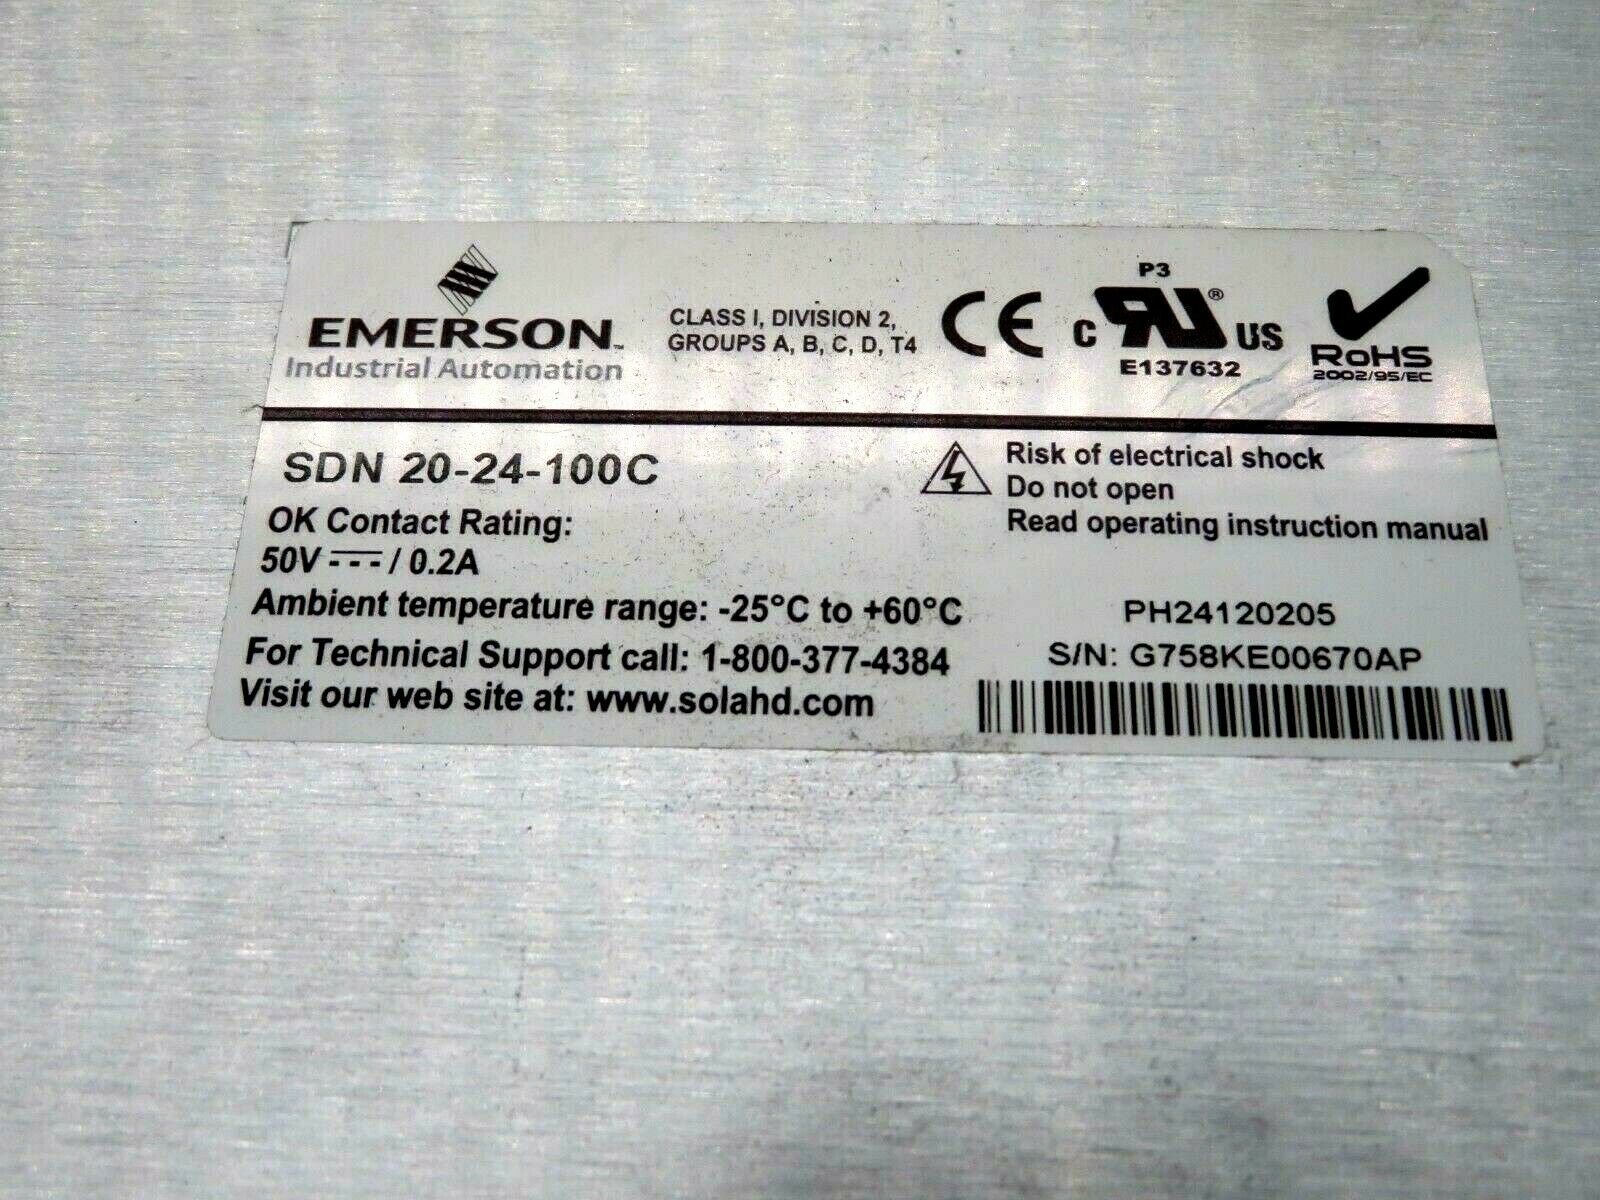 EMERSON™
Industrial Automation
CLASS I, DIVISION 2,
GROUPS A, B, C, D, T4
CE
P3
C RU® US
E137632
RoHS
2002/95/EC
SDN 20-24-100C
OK Contact Rating:
50V ⎓ / 0.2A
Ambient temperature range: -25°C to +60°C
For Technical Support call: 1-800-377-4384
Visit our web site at: www.solahd.com
Risk of electrical shock
Do not open
Read operating instruction manual
PH24120205
S/N: G758KE00670AP